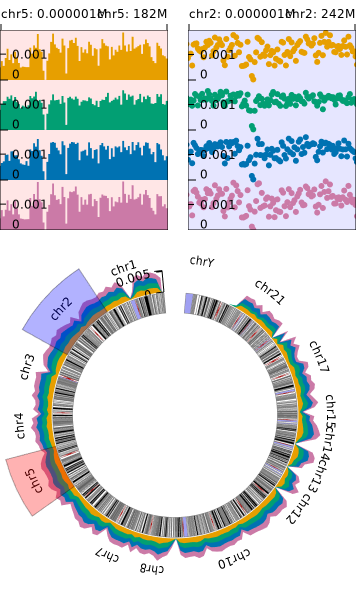 chr5: 0.000001M
chr5: 182M
chr2: 0.000001M
chr2: 242M
0.001
0
0.001
0
0.001
0
0.001
0
0.001
0
0.001
0
0.001
0
0.001
0
chr1
0.005
0
chrY
chr2
chr21
chr3
chr17
chr4
chr15
chr14
chr5
chr13
chr12
chr7
chr8
chr10